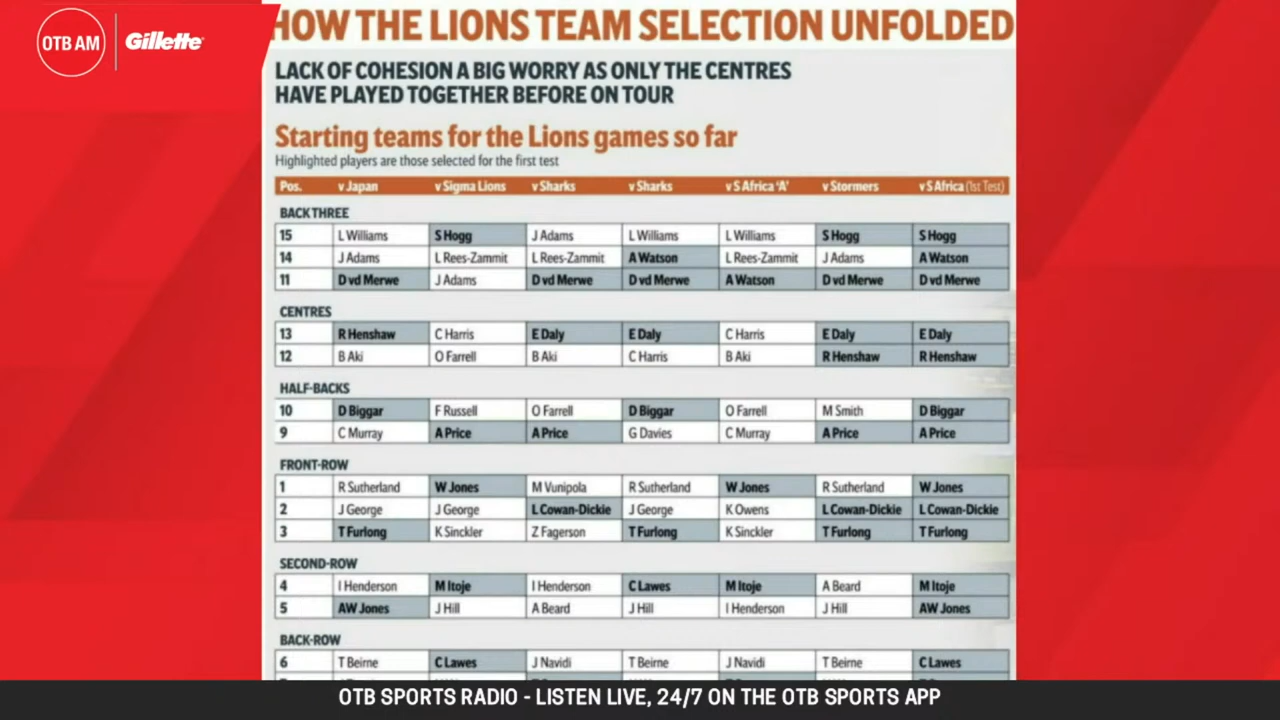 OTB AM
Gillette
HOW THE LIONS TEAM SELECTION UNFOLDED
LACK OF COHESION A BIG WORRY AS ONLY THE CENTRES
HAVE PLAYED TOGETHER BEFORE ON TOUR
Starting teams for the Lions games so far
Highlighted players are those selected for the first test
Pos. v Japan v Sigma Lions v Sharks v Sharks v S Africa 'A' v Stormers v S Africa (1st Test)
BACK THREE
15 L Williams S Hogg J Adams L Williams L Williams S Hogg S Hogg
14 J Adams L Rees-Zammit L Rees-Zammit A Watson L Rees-Zammit J Adams A Watson
11 D vd Merwe J Adams D vd Merwe D vd Merwe A Watson D vd Merwe D vd Merwe
CENTRES
13 R Henshaw C Harris E Daly E Daly C Harris E Daly E Daly
12 B Aki O Farrell B Aki C Harris B Aki R Henshaw R Henshaw
HALF-BACKS
10 D Biggar F Russell O Farrell D Biggar O Farrell M Smith D Biggar
9 C Murray A Price A Price G Davies C Murray A Price A Price
FRONT-ROW
1 R Sutherland W Jones M Vunipola R Sutherland W Jones R Sutherland W Jones
2 J George J George L Cowan-Dickie J George K Owens L Cowan-Dickie L Cowan-Dickie
3 T Furlong K Sinckler Z Fagerson T Furlong K Sinckler T Furlong T Furlong
SECOND-ROW
4 I Henderson M Itoje I Henderson C Lawes M Itoje A Beard M Itoje
5 AW Jones J Hill A Beard J Hill I Henderson J Hill AW Jones
BACK-ROW
6 T Beirne C Lawes J Navidi T Beirne J Navidi T Beirne C Lawes
OTB SPORTS RADIO - LISTEN LIVE, 24/7 ON THE OTB SPORTS APP